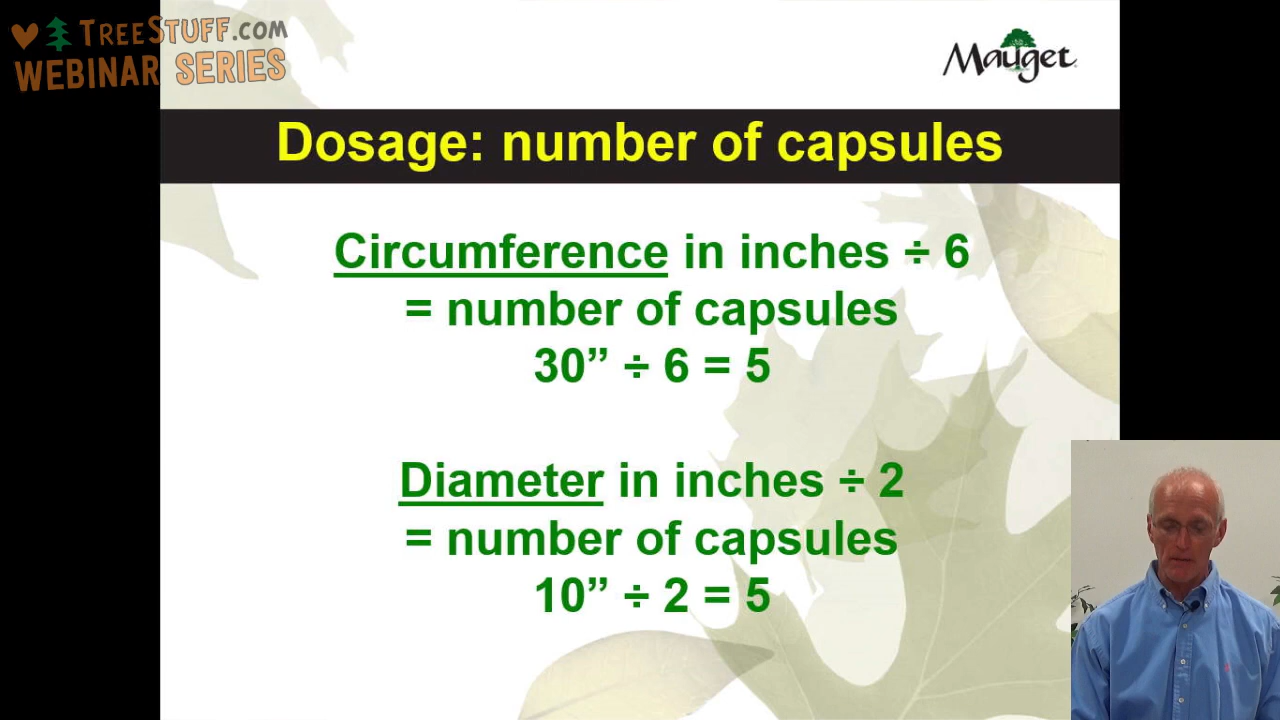 TREESTUFF.COM
WEBINAR SERIES
Mauget
Dosage: number of capsules
Circumference in inches ÷ 6
= number of capsules
30” ÷ 6 = 5
Diameter in inches ÷ 2
= number of capsules
10” ÷ 2 = 5